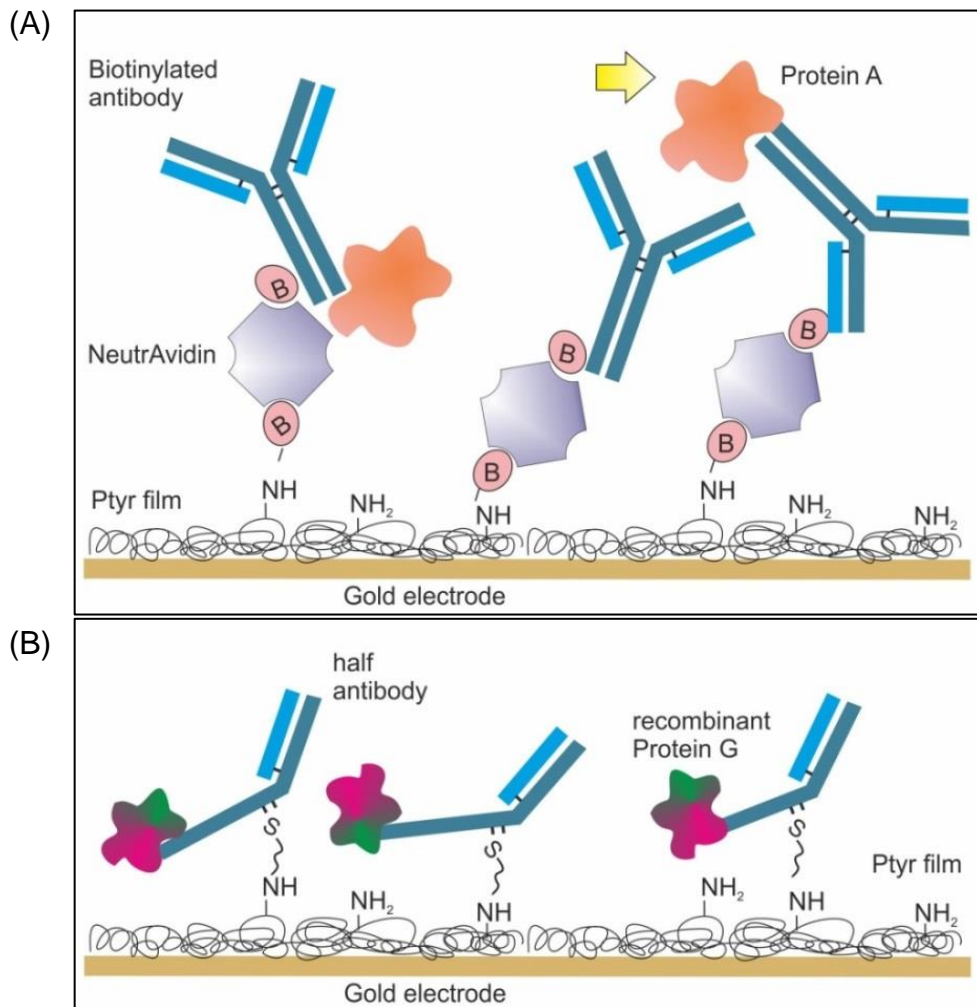 (A)
Biotinylated
antibody
Protein A
B
B
B
NeutrAvidin
B
B
B
NH
NH
NH
Ptyr film
NH₂
NH₂
NH₂
Gold electrode
(B)
half
antibody
recombinant
Protein G
S
S
S
Ptyr film
NH
NH₂
NH
NH₂
NH
NH₂
Gold electrode